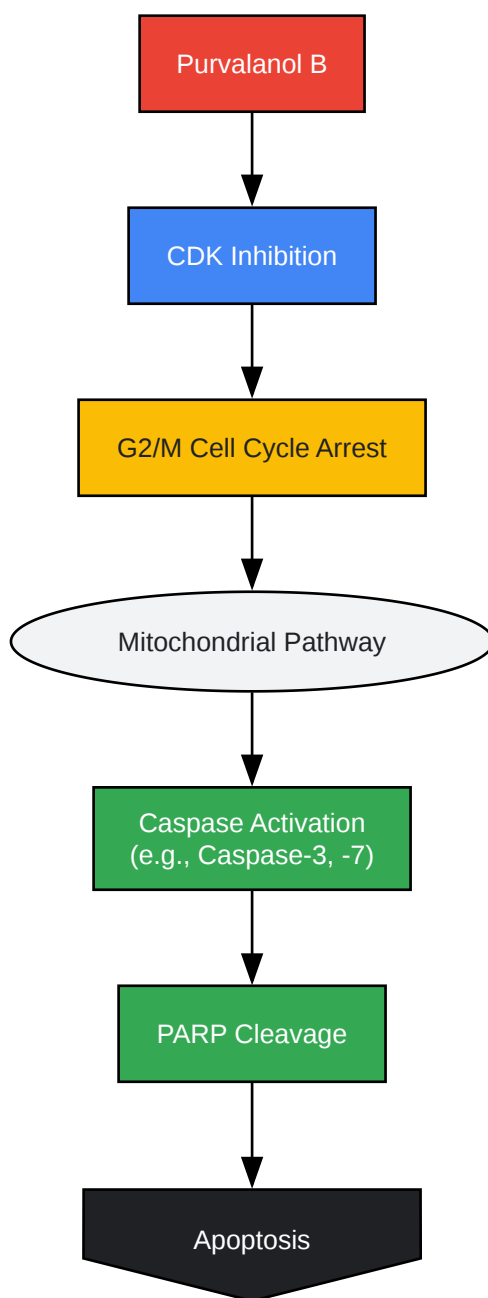 Purvalanol B
CDK Inhibition
G2/M Cell Cycle Arrest
Mitochondrial Pathway
Caspase Activation
(e.g., Caspase-3, -7)
PARP Cleavage
Apoptosis